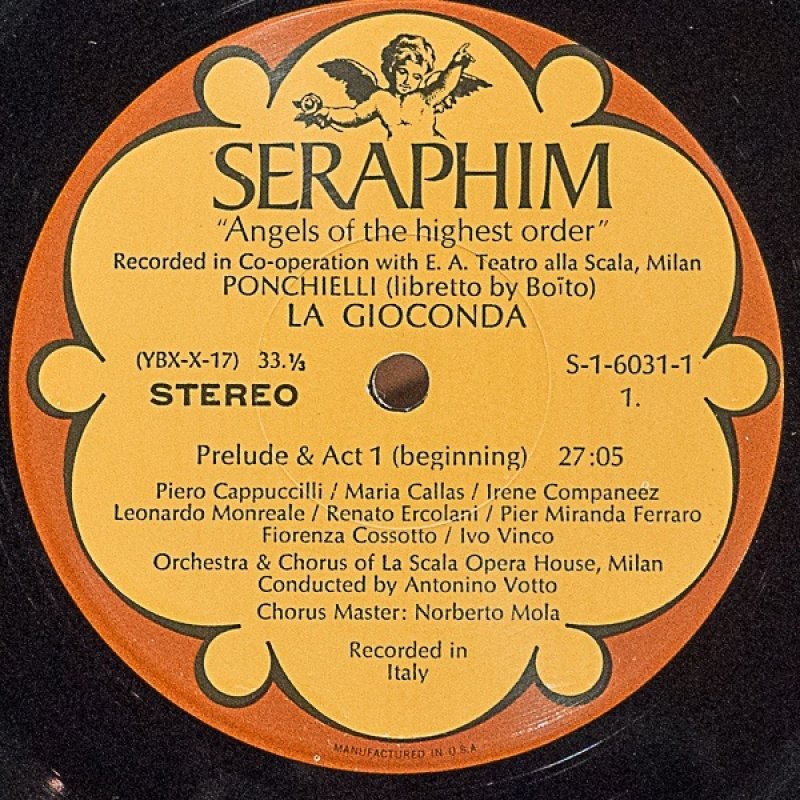 SERAPHIM
"Angels of the highest order"
Recorded in Co-operation with E. A. Teatro alla Scala, Milan
PONCHIELLI (libretto by Boïto)
LA GIOCONDA
(YBX-X-17) 33.⅓ S-1-6031-1
STEREO 1.
Prelude & Act 1 (beginning) 27:05
Piero Cappuccilli / Maria Callas / Irene Companeez
Leonardo Monreale / Renato Ercolani / Pier Miranda Ferraro
Fiorenza Cossotto / Ivo Vinco
Orchestra & Chorus of La Scala Opera House, Milan
Conducted by Antonino Votto
Chorus Master: Norberto Mola
Recorded in
Italy
MANUFACTURED IN U.S.A.